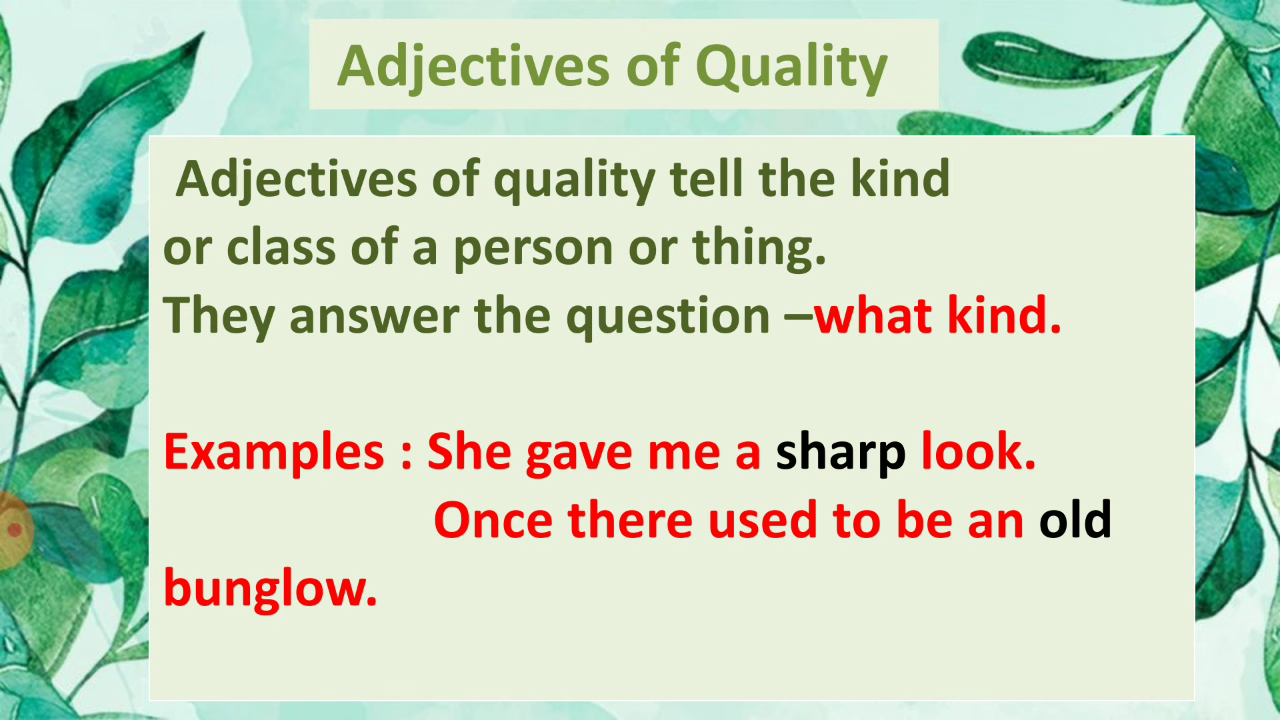 Adjectives of Quality
Adjectives of quality tell the kind
or class of a person or thing.
They answer the question –what kind.
Examples : She gave me a sharp look.
Once there used to be an old
bunglow.